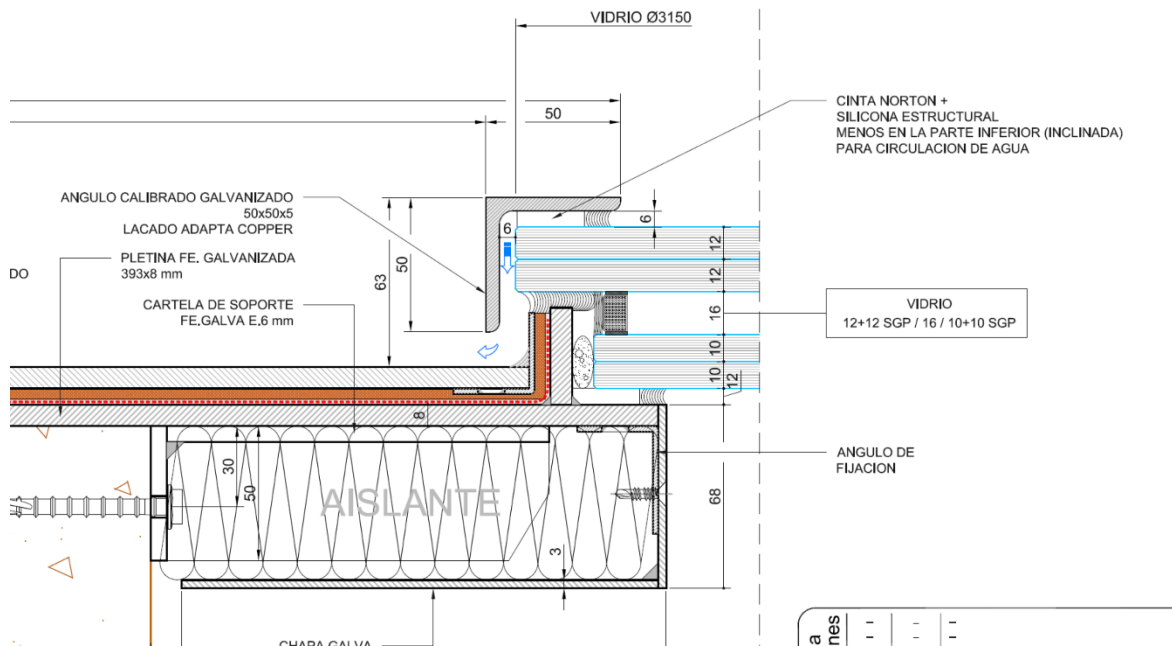 VIDRIO Ø3150
50
CINTA NORTON +
SILICONA ESTRUCTURAL
MENOS EN LA PARTE INFERIOR (INCLINADA)
PARA CIRCULACION DE AGUA
ANGULO CALIBRADO GALVANIZADO
50x50x5
LACADO ADAPTA COPPER
6
6
12
12
PLETINA FE. GALVANIZADA
393x8 mm
DO
63
50
CARTELA DE SOPORTE
FE,GALVA E.6 mm
16
VIDRIO
12+12 SGP / 16 / 10+10 SGP
10
10
12
8
30
50
AISLANTE
ANGULO DE
FIJACION
68
3
CHAPA GALVA
a
nes